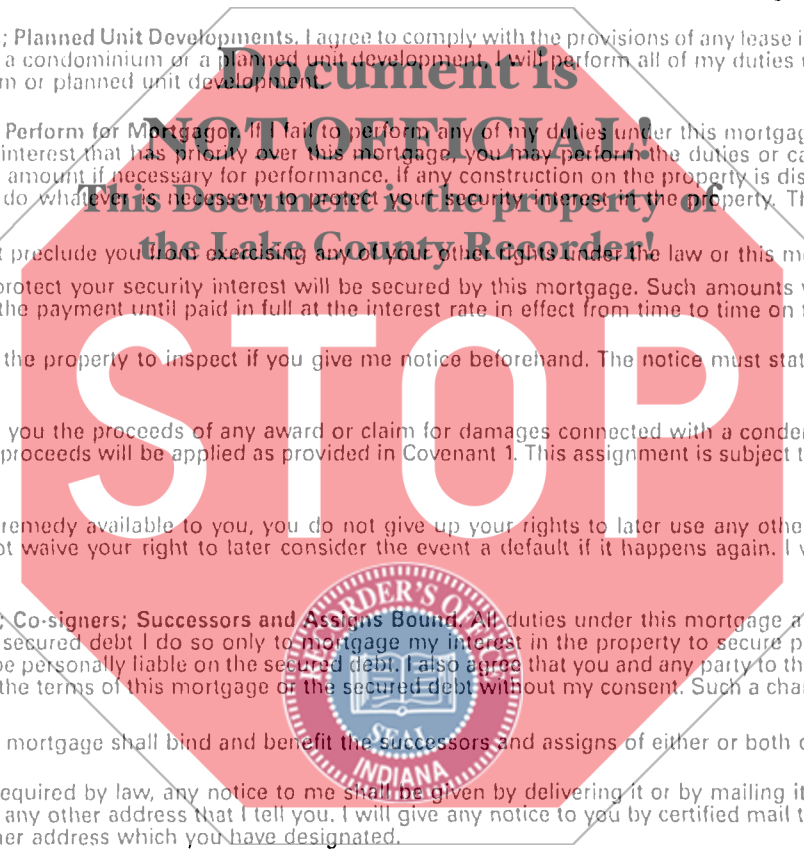 ; Planned Unit Developments. I agree to comply with the provisions of any lease i
a condominium or a planned unit development, I will perform all of my duties
m or planned unit development.
Document is
NOT OFFICIAL!
This Document is the property of
the Lake County Recorder!
Perform for Mortgagor. If I fail to perform any of my duties under this mortgag
interest that has priority over this mortgage, you may perform the duties or ca
amount if necessary for performance. If any construction on the property is dis
do whatever is necessary to protect your security interest in the property. Th
t preclude you from exercising any of your other rights under the law or this m
protect your security interest will be secured by this mortgage. Such amounts
the payment until paid in full at the interest rate in effect from time to time on
the property to inspect if you give me notice beforehand. The notice must stat
STOP
you the proceeds of any award or claim for damages connected with a conde
proceeds will be applied as provided in Covenant 1. This assignment is subject t
remedy available to you, you do not give up your rights to later use any othe
ot waive your right to later consider the event a default if it happens again. I
; Co-signers; Successors and Assigns Bound. All duties under this mortgage a
secured debt I do so only to mortgage my interest in the property to secure p
be personally liable on the secured debt. I also agree that you and any party to th
the terms of this mortgage or the secured debt without my consent. Such a cha
mortgage shall bind and benefit the successors and assigns of either or both
RECORDER'S OFFICE
SEAL
INDIANA
equired by law, any notice to me shall be given by delivering it or by mailing it
any other address that I tell you. I will give any notice to you by certified mail t
ner address which you have designated.